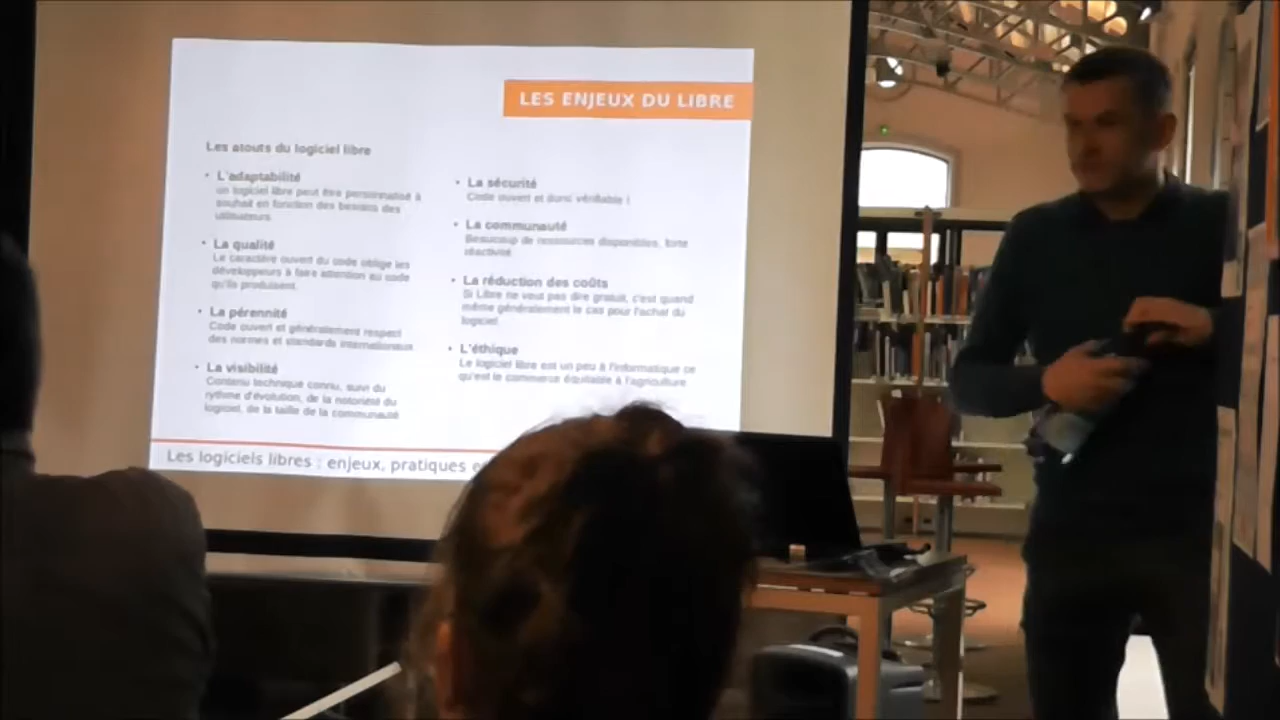 LES ENJEUX DU LIBRE
Les atouts du logiciel libre
• L'adaptabilité
un logiciel libre peut être personnalisé à
souhait en fonction des besoins des
utilisateurs
• La qualité
Le caractère ouvert du code oblige les
développeurs à faire attention au code
qu'ils produisent.
• La pérennité
Code ouvert et généralement respect
des normes et standards internationaux
• La visibilité
Contenu technique connu, suivi du
rythme d'évolution, de la notoriété du
logiciel, de la taille de la communauté
• La sécurité
Code ouvert et donc vérifiable !
• La communauté
Beaucoup de ressources disponibles, forte
réactivité
• La réduction des coûts
Si Libre ne veut pas dire gratuit, c'est quand
même généralement le cas pour l'achat du
logiciel
• L'éthique
Le logiciel libre est un peu à l'informatique ce
qu'est le commerce équitable à l'agriculture
Les logiciels libres : enjeux, pratiques